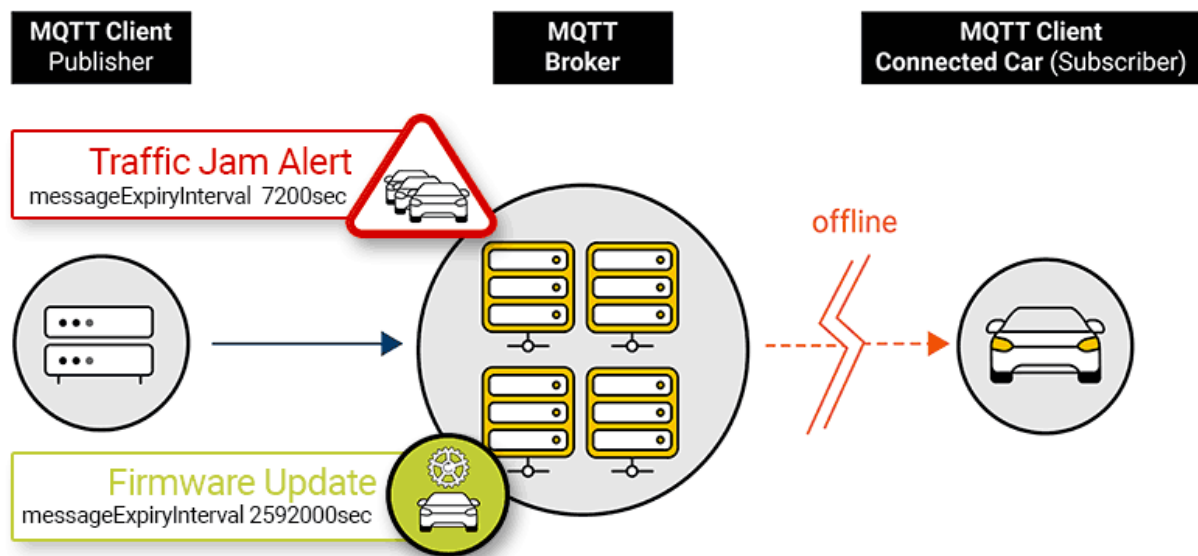 MQTT Client
Publisher
MQTT
Broker
MQTT Client
Connected Car (Subscriber)
Traffic Jam Alert
messageExpiryInterval 7200sec
offline
Firmware Update
messageExpiryInterval 2592000sec